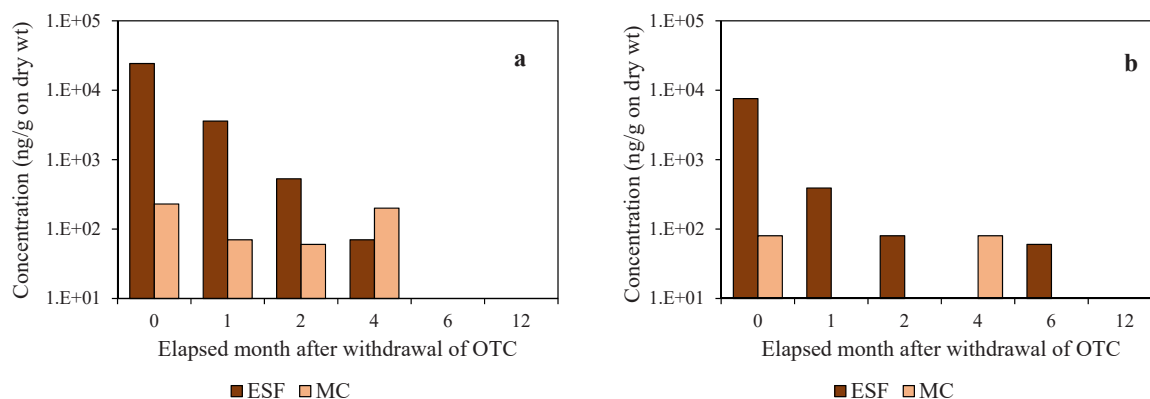 Concentration (ng/g on dry wt)
1.E+05
1.E+04
1.E+03
1.E+02
1.E+01
a
0 1 2 4 6 12
Elapsed month after withdrawal of OTC
ESF MC
Concentration (ng/g on dry wt)
1.E+05
1.E+04
1.E+03
1.E+02
1.E+01
b
0 1 2 4 6 12
Elapsed month after withdrawal of OTC
ESF MC